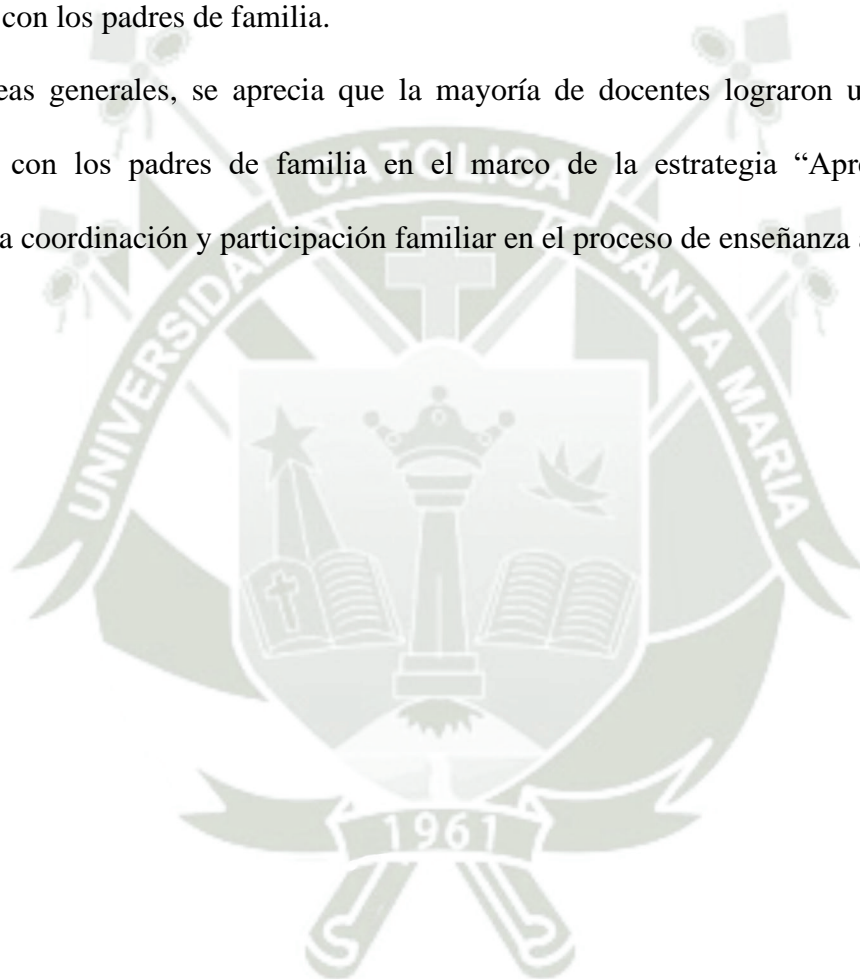 con los padres de familia.
eas generales, se aprecia que la mayoría de docentes lograron u
con los padres de familia en el marco de la estrategia “Apr
a coordinación y participación familiar en el proceso de enseñanza
UNIVERSIDAD CATOLICA SANTA MARIA
1961